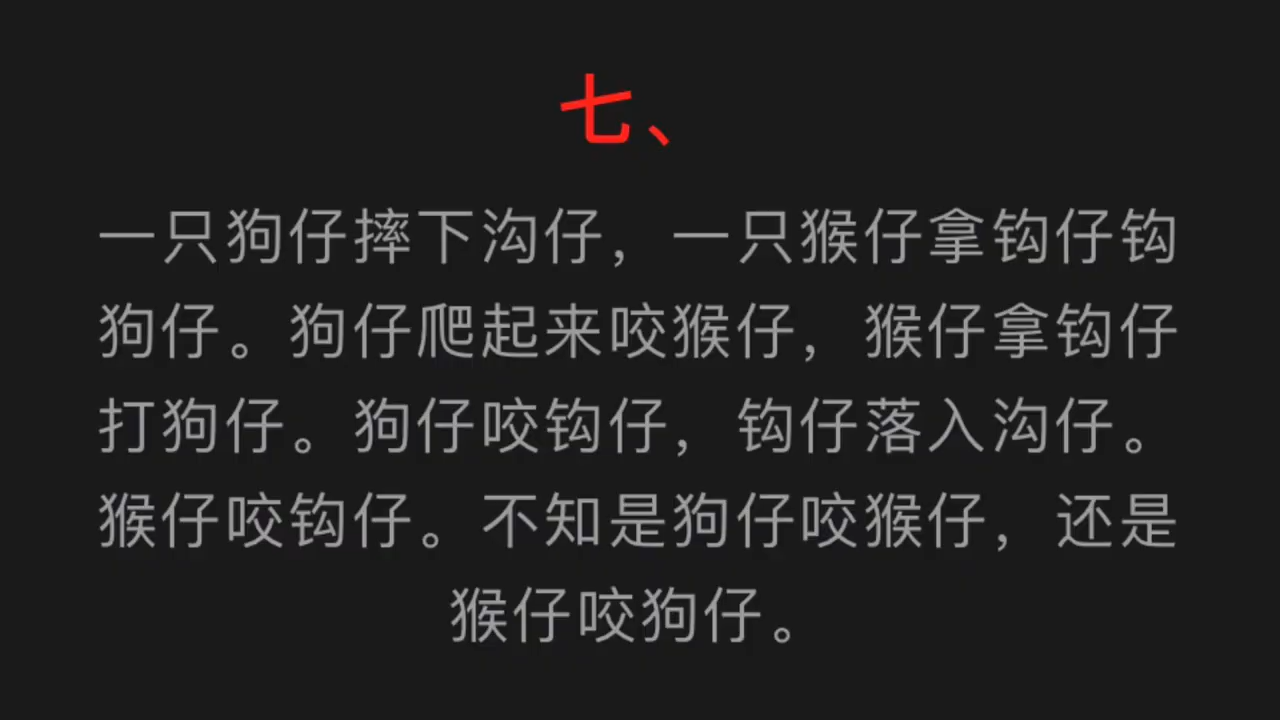 七、
一只狗仔摔下沟仔，一只猴仔拿钩仔钩
狗仔。狗仔爬起来咬猴仔，猴仔拿钩仔
打狗仔。狗仔咬钩仔，钩仔落入沟仔。
猴仔咬钩仔。不知是狗仔咬猴仔，还是
猴仔咬狗仔。